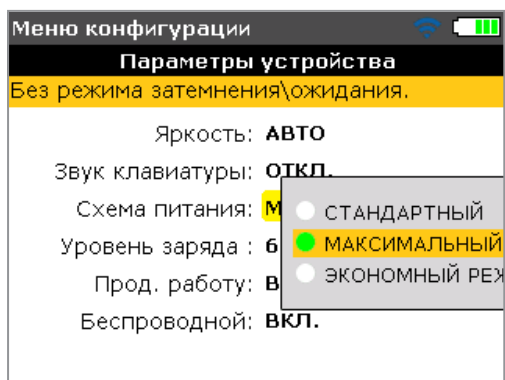 Меню конфигурации
Параметры устройства
Без режима затемнения\ожидания.
Яркость: АВТО
Звук клавиатуры: ОТКЛ.
Схема питания:
СТАНДАРТНЫЙ
Уровень заряда : 6
МАКСИМАЛЬНЫЙ
Прод. работу:
ЭКОНОМНЫЙ
Беспроводной: ВКЛ.